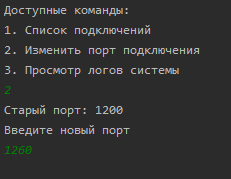 Доступные команды:
1. Список подключений
2. Изменить порт подключения
3. Просмотр логов системы
2
Старый порт: 1200
Введите новый порт
1260